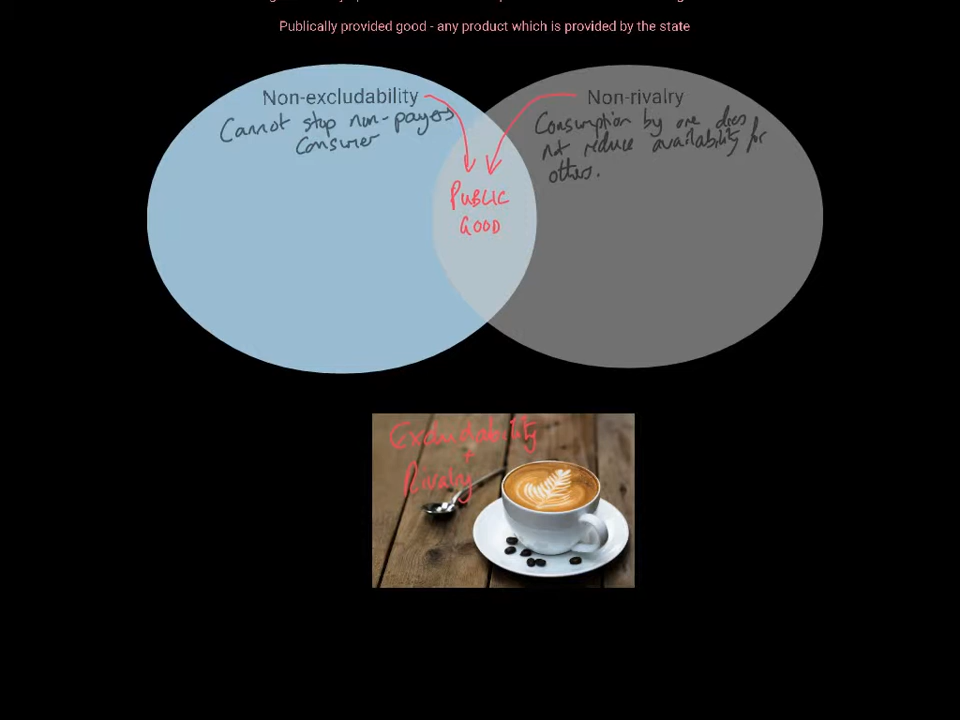 Publically provided good - any product which is provided by the state
Non-excludability
Cannot stop non-payers
consumer
Non-rivalry
Consumption by one does
not reduce availability for
others.
PUBLIC
GOOD
Excludability
+
Rivalry